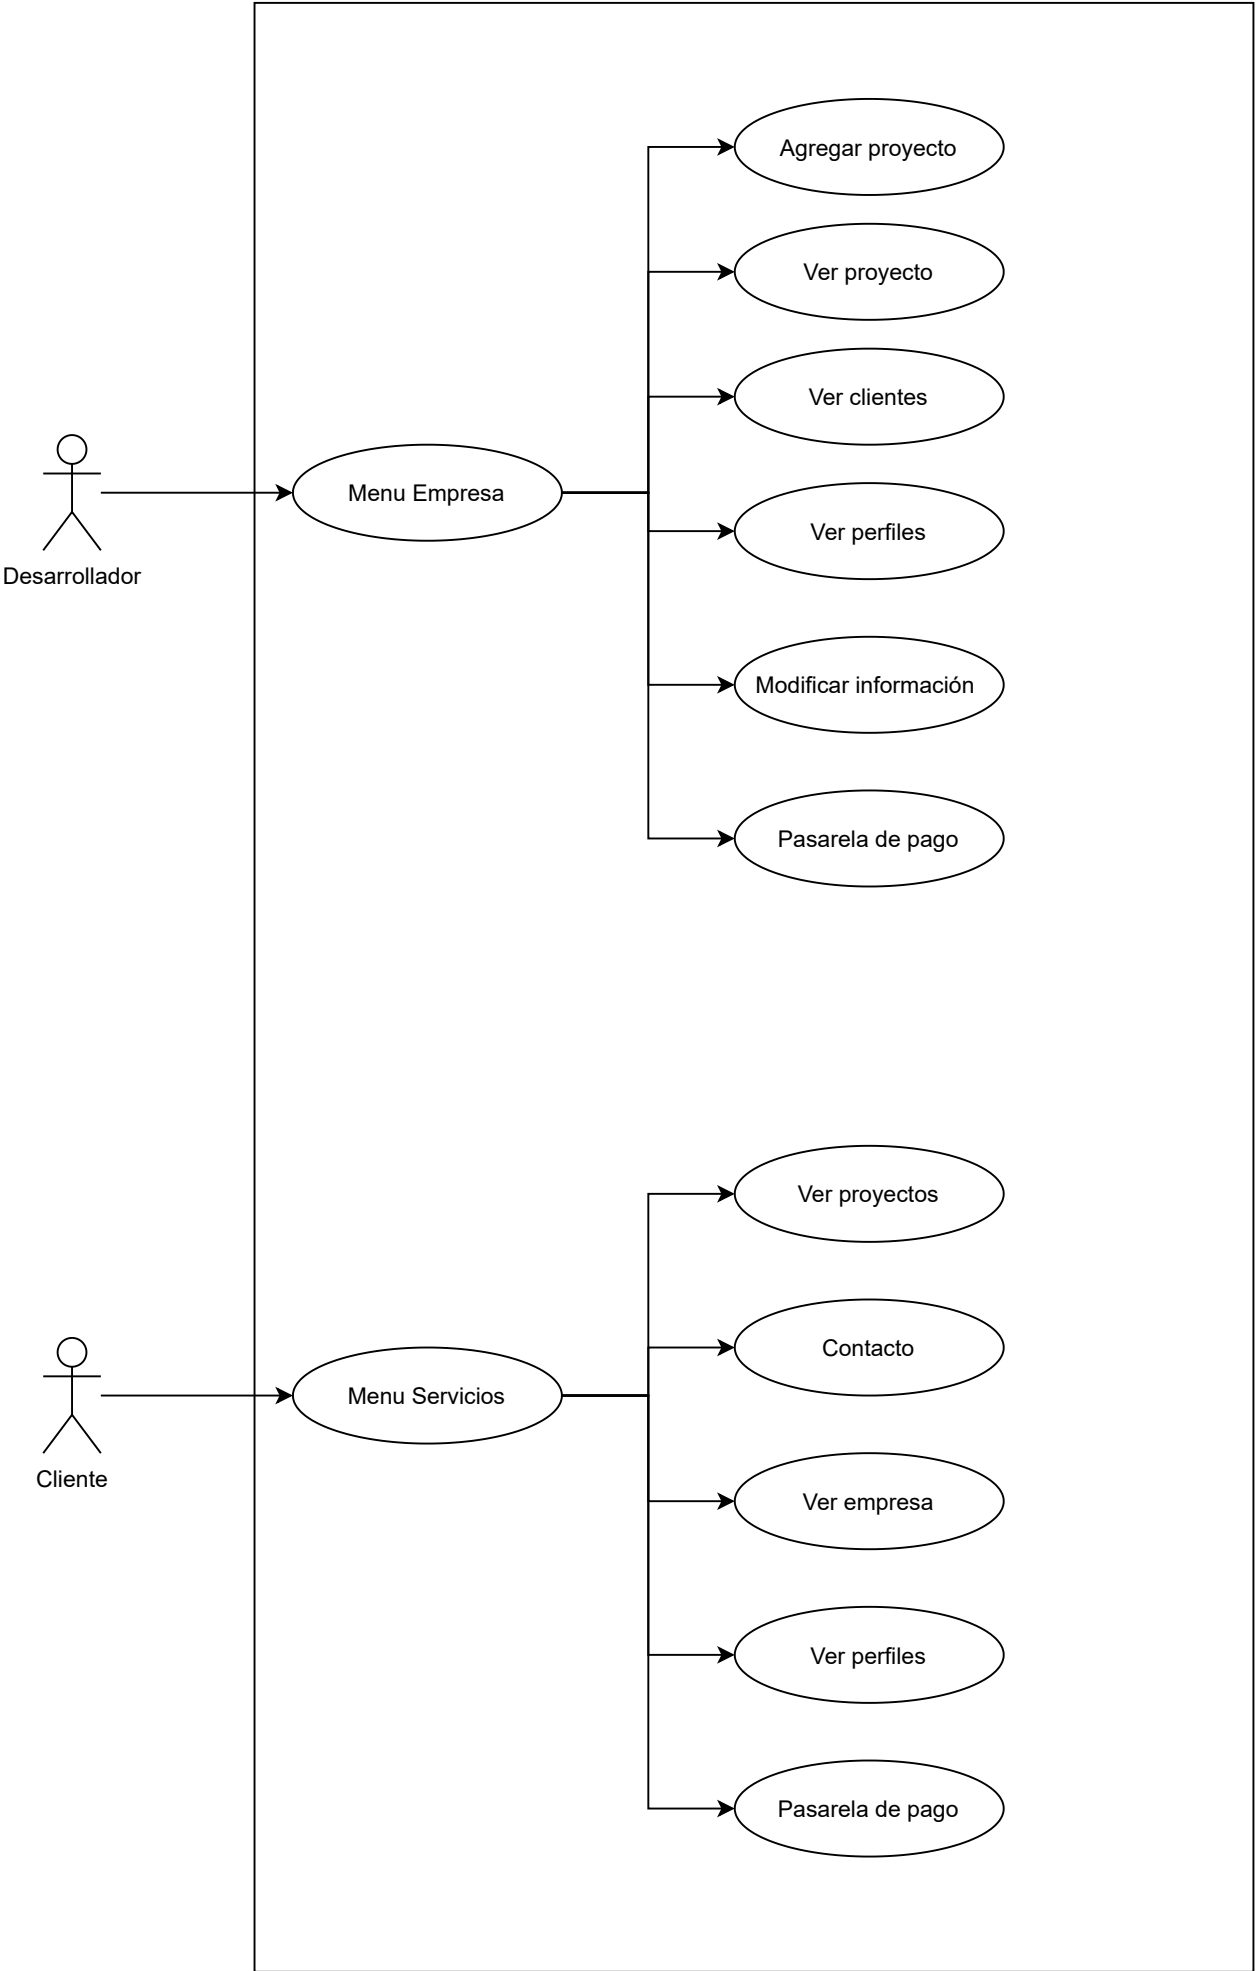 Agregar proyecto
Ver proyecto
Ver clientes
Menu Empresa
Ver perfiles
Desarrollador
Modificar información
Pasarela de pago
Ver proyectos
Contacto
Menu Servicios
Cliente
Ver empresa
Ver perfiles
Pasarela de pago